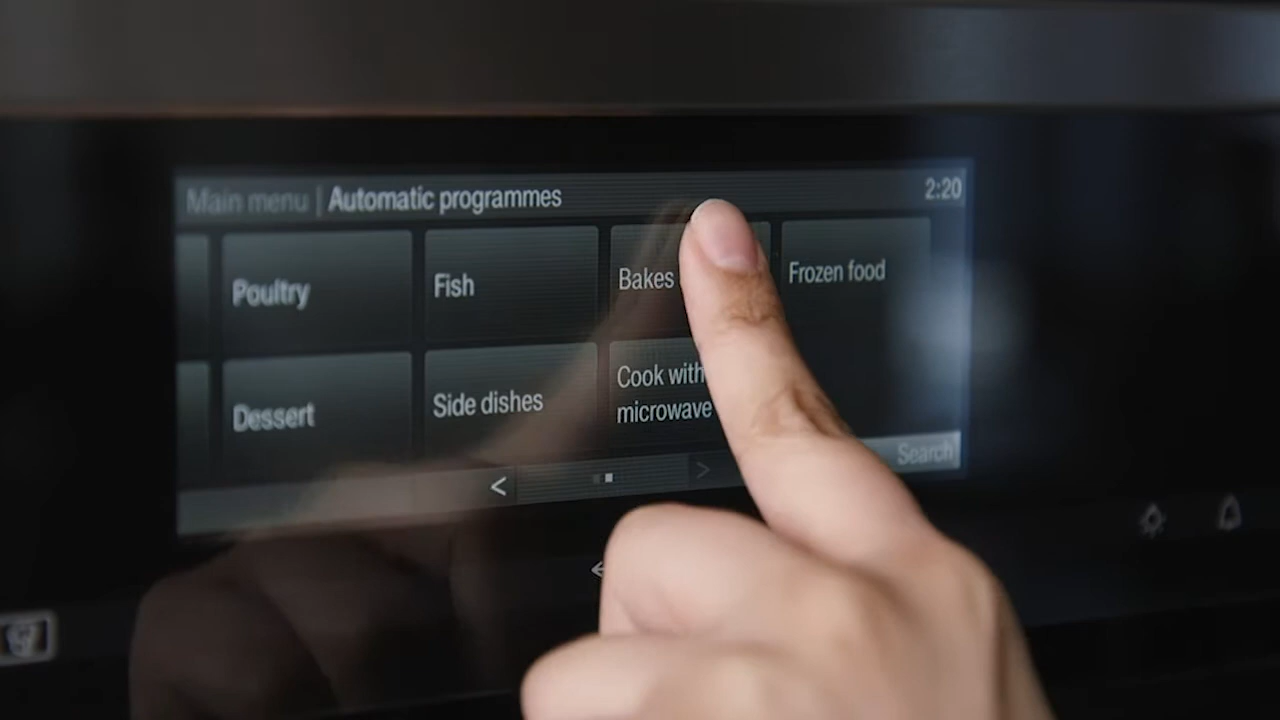 Main menu | Automatic programmes
2:20
Poultry
Fish
Bakes
Frozen food
Dessert
Side dishes
Cook with
microwave
< >
Search